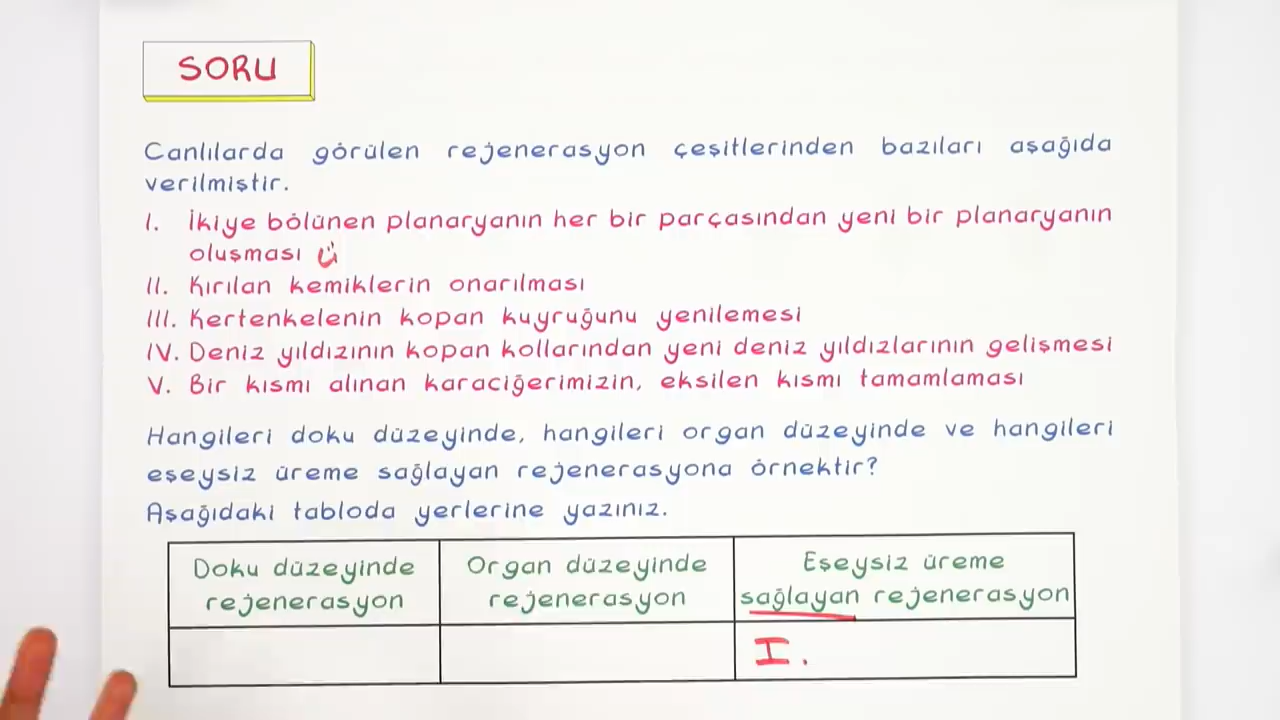 SORU
Canlılarda görülen rejenerasyon çeşitlerinden bazıları aşağıda
verilmiştir.
I. İkiye bölünen planaryanın her bir parçasından yeni bir planaryanın
oluşması Ü
II. Kırılan kemiklerin onarılması
III. Kertenkelenin kopan kuyruğunu yenilemesi
IV. Deniz yıldızının kopan kollarından yeni deniz yıldızlarının gelişmesi
V. Bir kısmı alınan karaciğerimizin, eksilen kısmı tamamlaması
Hangileri doku düzeyinde, hangileri organ düzeyinde ve hangileri
eşeysiz üreme sağlayan rejenerasyona örnektir?
Aşağıdaki tabloda yerlerine yazınız.
Doku düzeyinde
rejenerasyon
Organ düzeyinde
rejenerasyon
Eşeysiz üreme
sağlayan rejenerasyon
I.